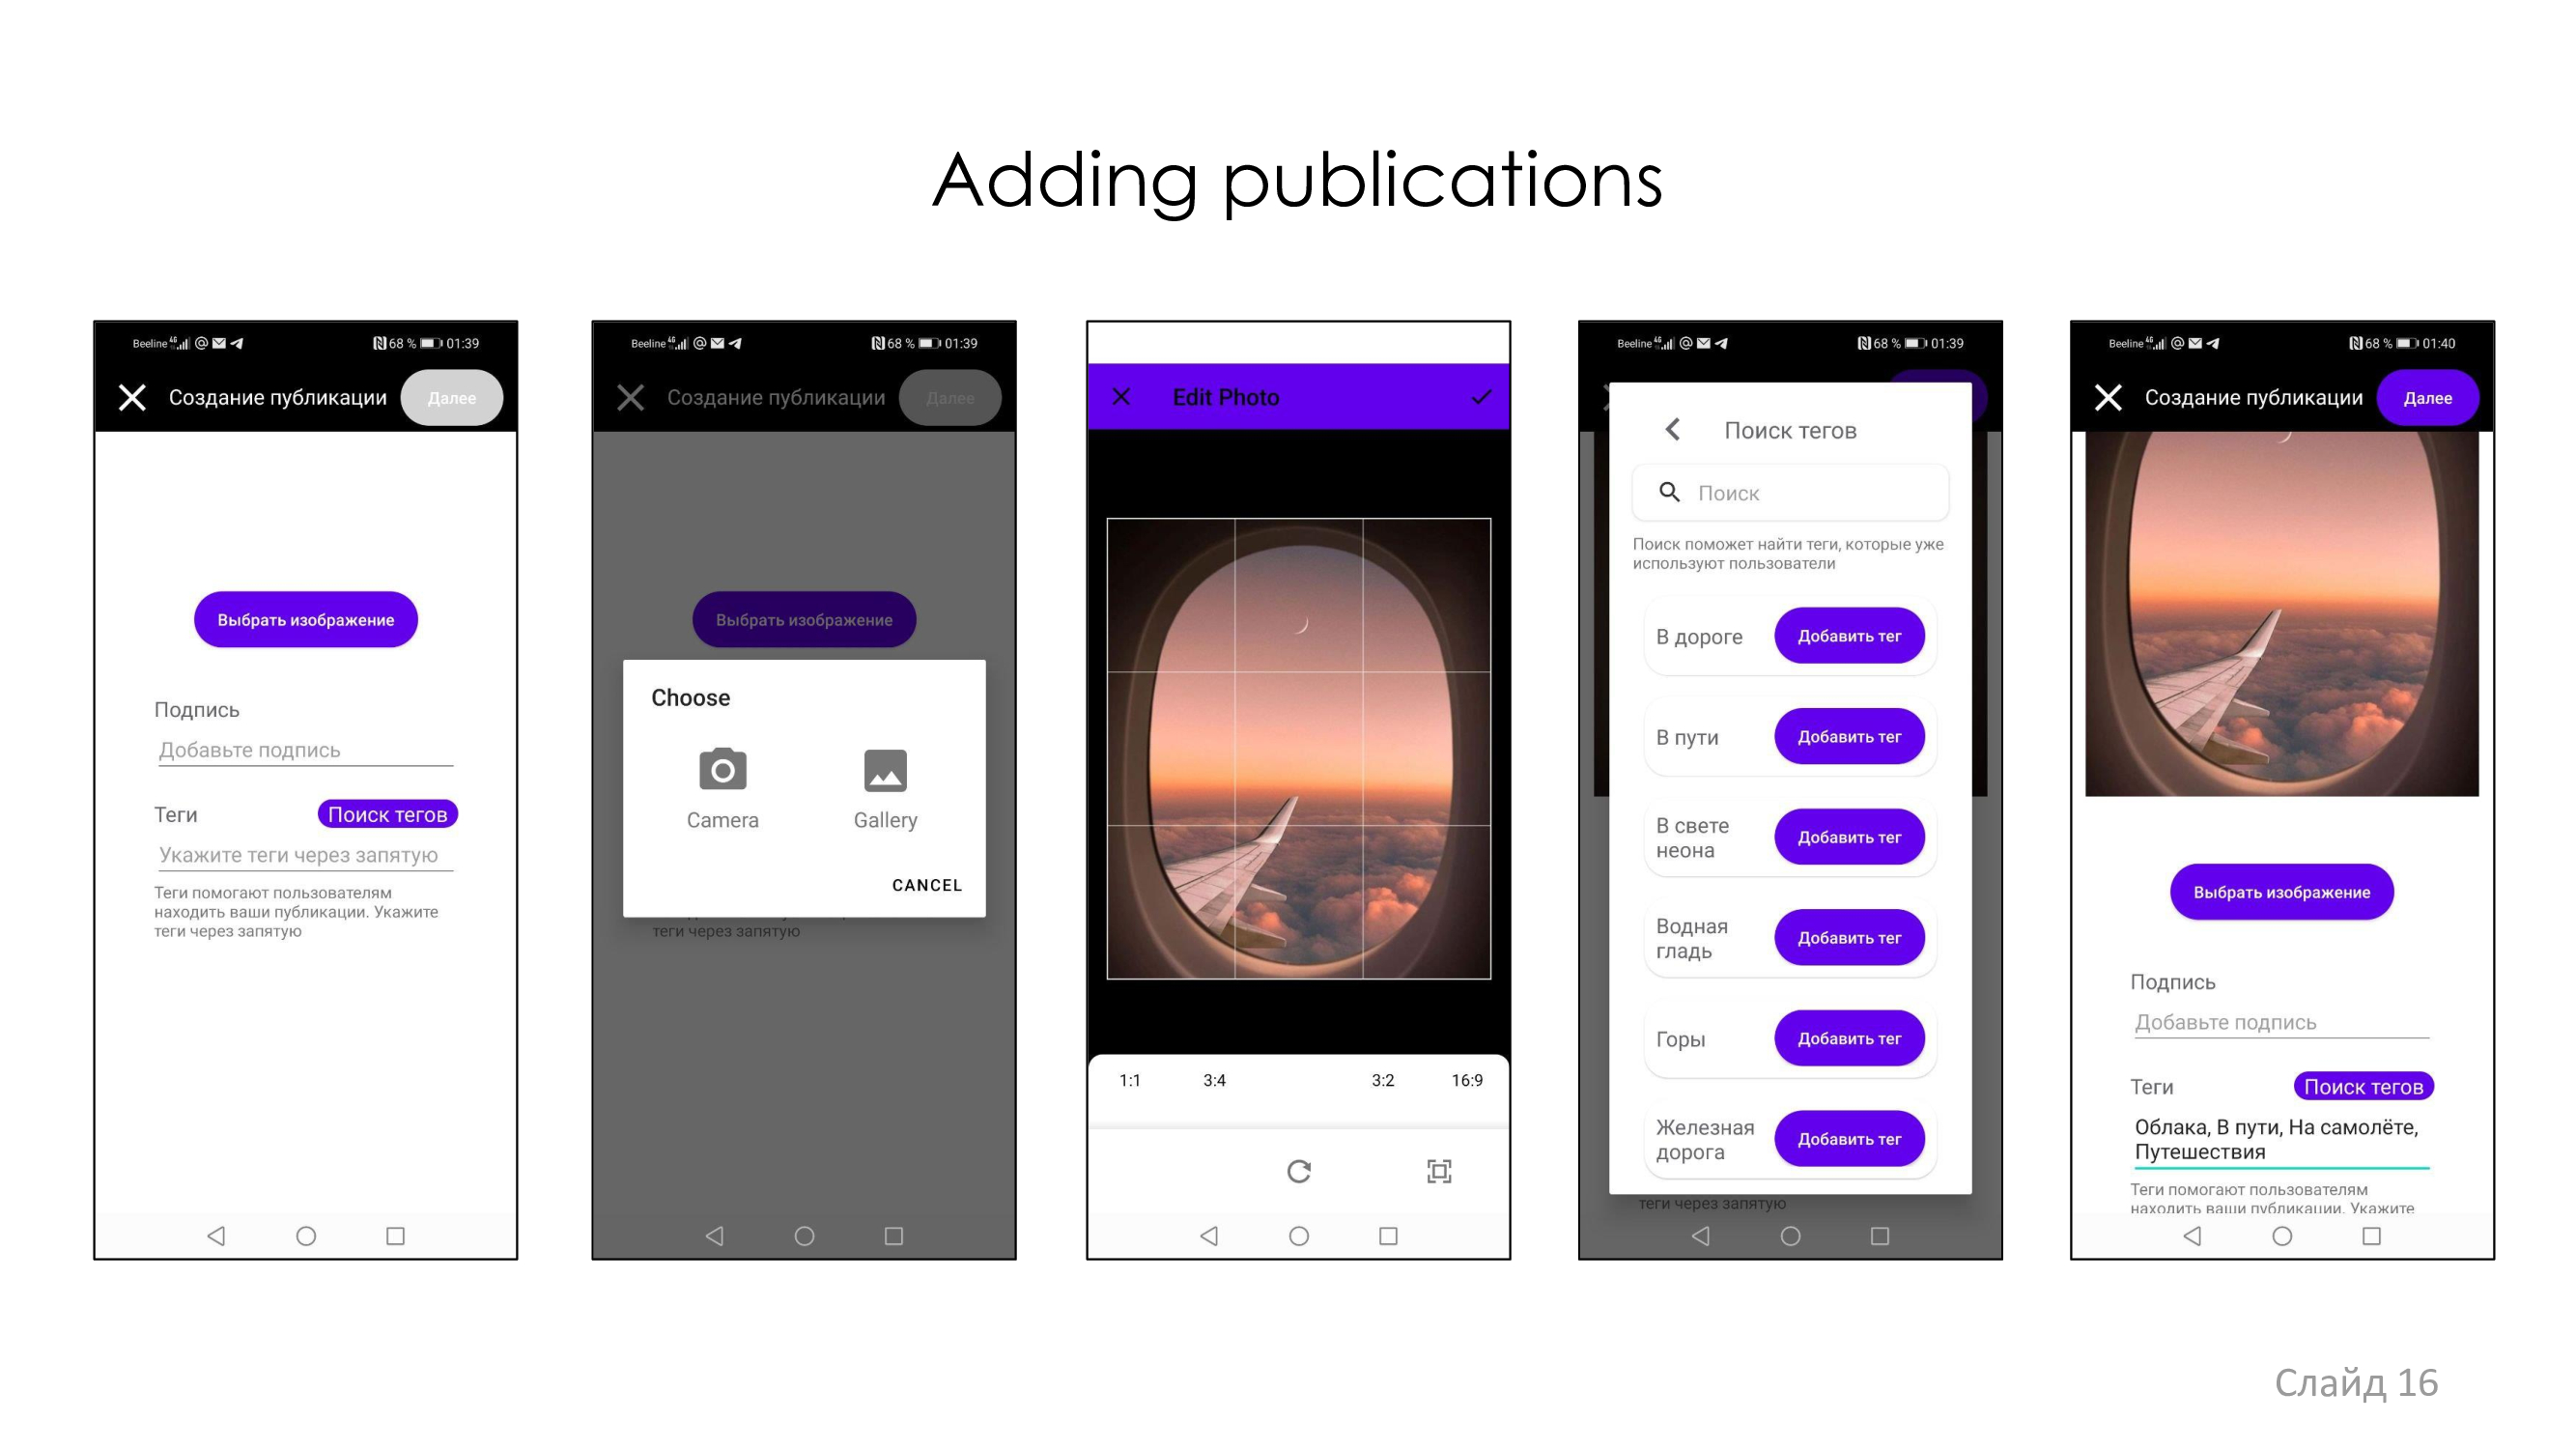 Adding publications
Beeline 4G 68 % 01:39
Создание публикации Далее
Выбрать изображение
Подпись
Добавьте подпись
Теги Поиск тегов
Укажите теги через запятую
Теги помогают пользователям
находить ваши публикации. Укажите
теги через запятую
Beeline 4G 68 % 01:39
Создание публикации Далее
Выбрать изображение
Choose
Camera Gallery
CANCEL
теги через запятую
Edit Photo
1:1 3:4 3:2 16:9
Beeline 4G 68 % 01:39
Поиск тегов
Поиск
Поиск поможет найти теги, которые уже
используют пользователи
В дороге Добавить тег
В пути Добавить тег
В свете
неона Добавить тег
Водная
гладь Добавить тег
Горы Добавить тег
Железная
дорога Добавить тег
теги через запятую
Beeline 4G 68 % 01:40
Создание публикации Далее
Выбрать изображение
Подпись
Добавьте подпись
Теги Поиск тегов
Облака, В пути, На самолёте,
Путешествия
Теги помогают пользователям
находить ваши публикации. Укажите
Слайд 16